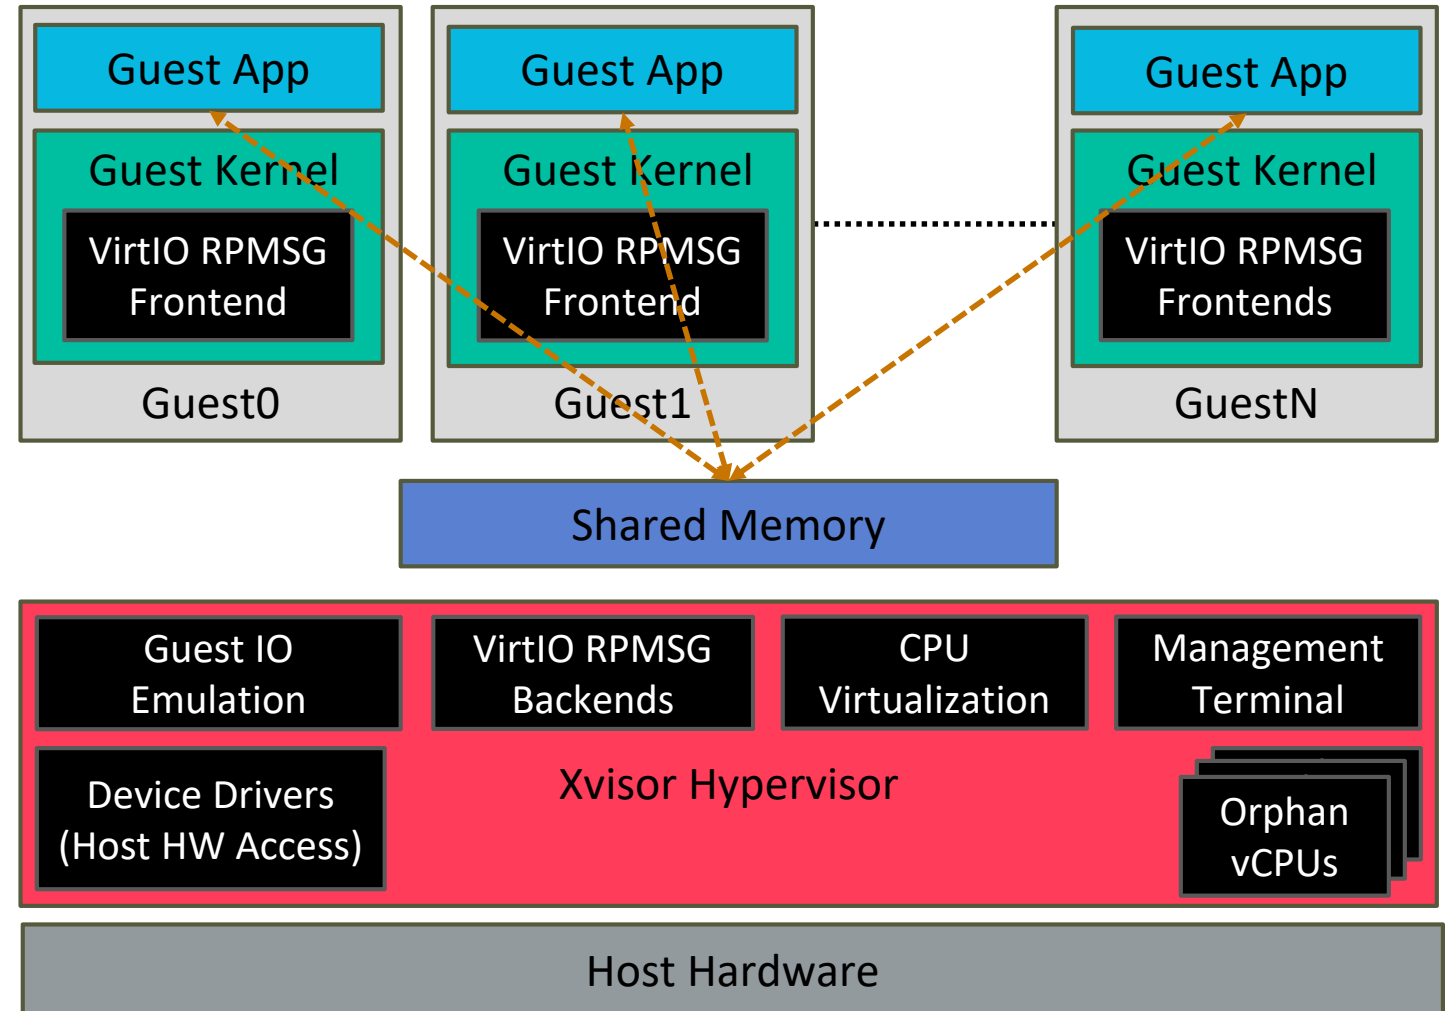 Guest App
Guest Kernel
VirtIO RPMSG
Frontend
Guest0
Guest App
Guest Kernel
VirtIO RPMSG
Frontend
Guest1
Guest App
Guest Kernel
VirtIO RPMSG
Frontends
GuestN
Shared Memory
Guest IO
Emulation
VirtIO RPMSG
Backends
CPU
Virtualization
Management
Terminal
Device Drivers
(Host HW Access)
Xvisor Hypervisor
Orphan
vCPUs
Host Hardware